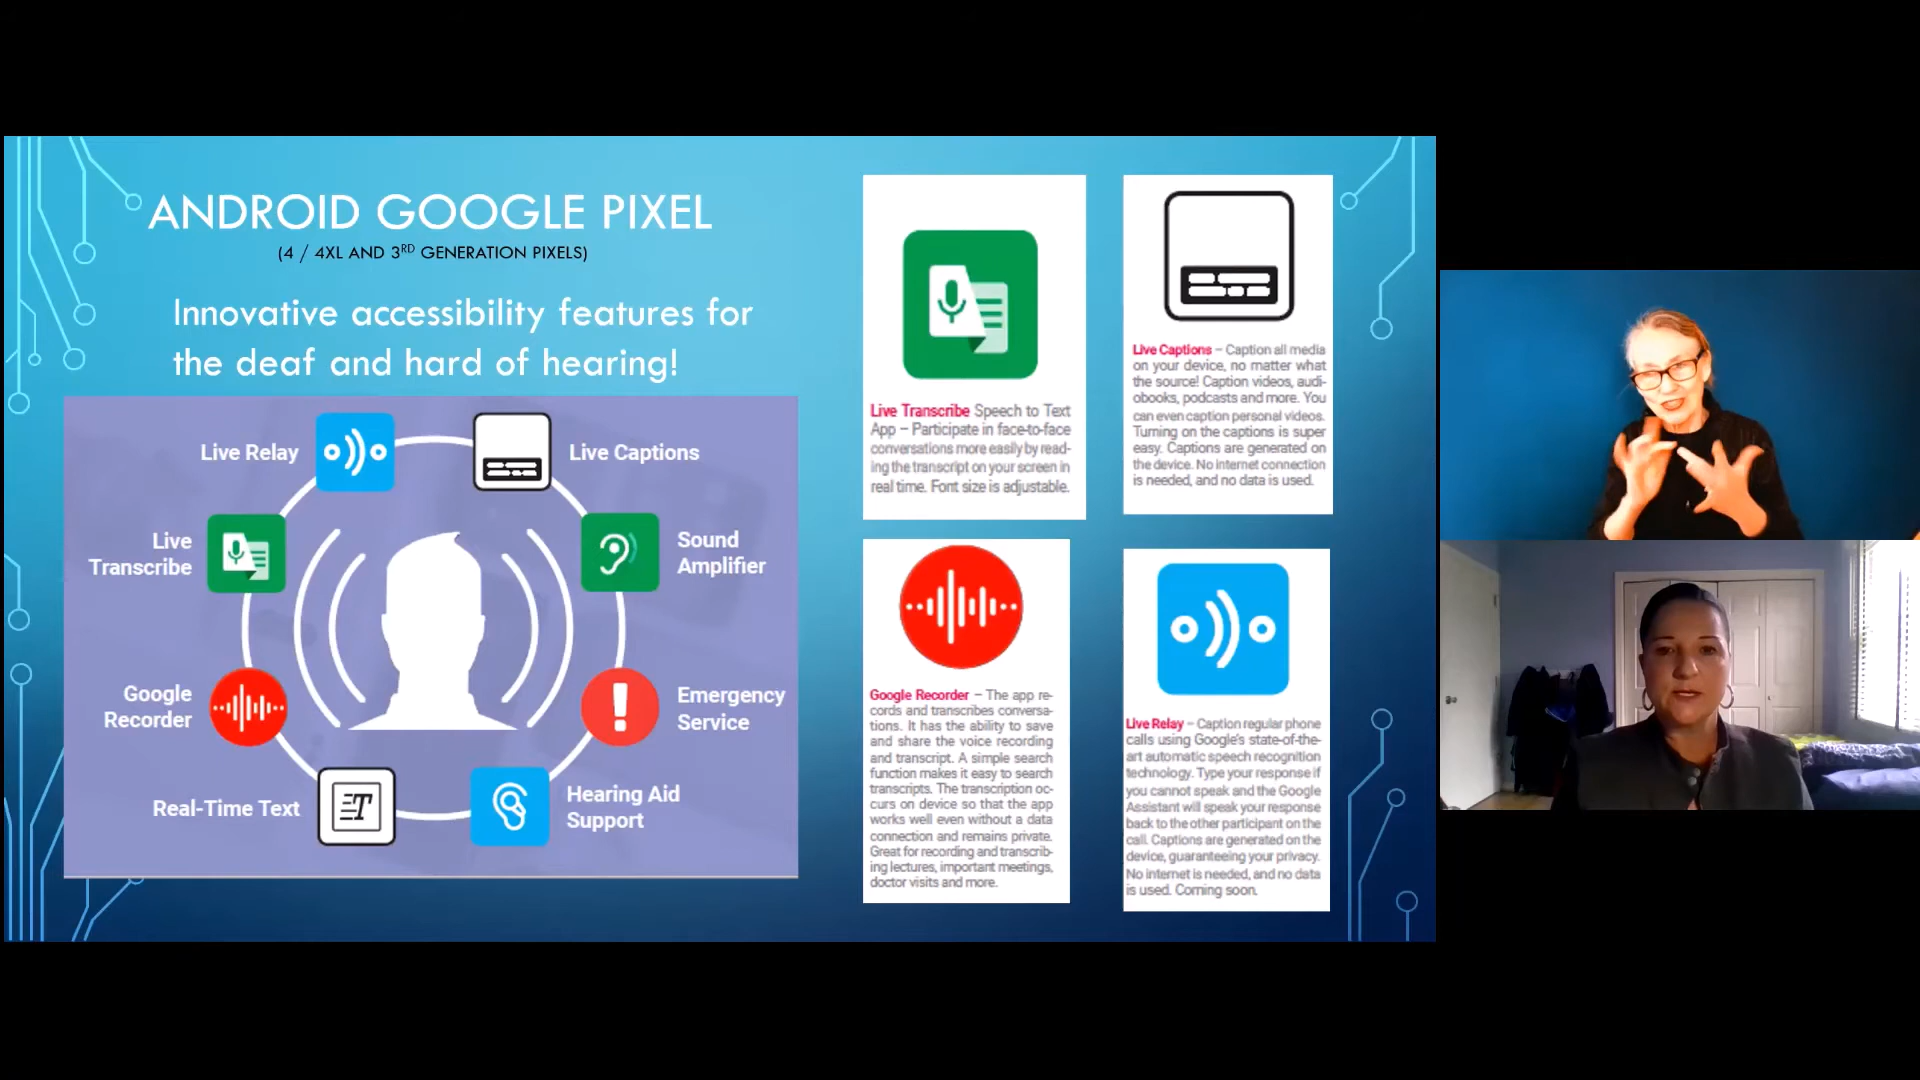 ANDROID GOOGLE PIXEL
(4 / 4XL AND 3RD GENERATION PIXELS)
Innovative accessibility features for
the deaf and hard of hearing!
Live Relay
Live Captions
Live
Transcribe
Sound
Amplifier
Google
Recorder
Emergency
Service
Real-Time Text
Hearing Aid
Support
Live Transcribe Speech to Text
App – Participate in face-to-face
conversations more easily by read-
ing the transcript on your screen in
real time. Font size is adjustable.
Live Captions – Caption all media
on your device, no matter what
the source! Caption videos, audi-
obooks, podcasts and more. You
can even caption personal videos.
Turning on the captions is super
easy. Captions are generated on
the device. No internet connection
is needed, and no data is used.
Google Recorder – The app re-
cords and transcribes conversa-
tions. It has the ability to save
and share the voice recording
and transcript. A simple search
function makes it easy to search
transcripts. The transcription oc-
curs on device so that the app
works well even without a data
connection and remains private.
Great for recording and transcrib-
ing lectures, important meetings,
doctor visits and more.
Live Relay – Caption regular phone
calls using Google's state-of-the-
art automatic speech recognition
technology. Type your response if
you cannot speak and the Google
Assistant will speak your response
back to the other participant on the
call. Captions are generated on the
device, guaranteeing your privacy.
No internet is needed, and no data
is used. Coming soon.